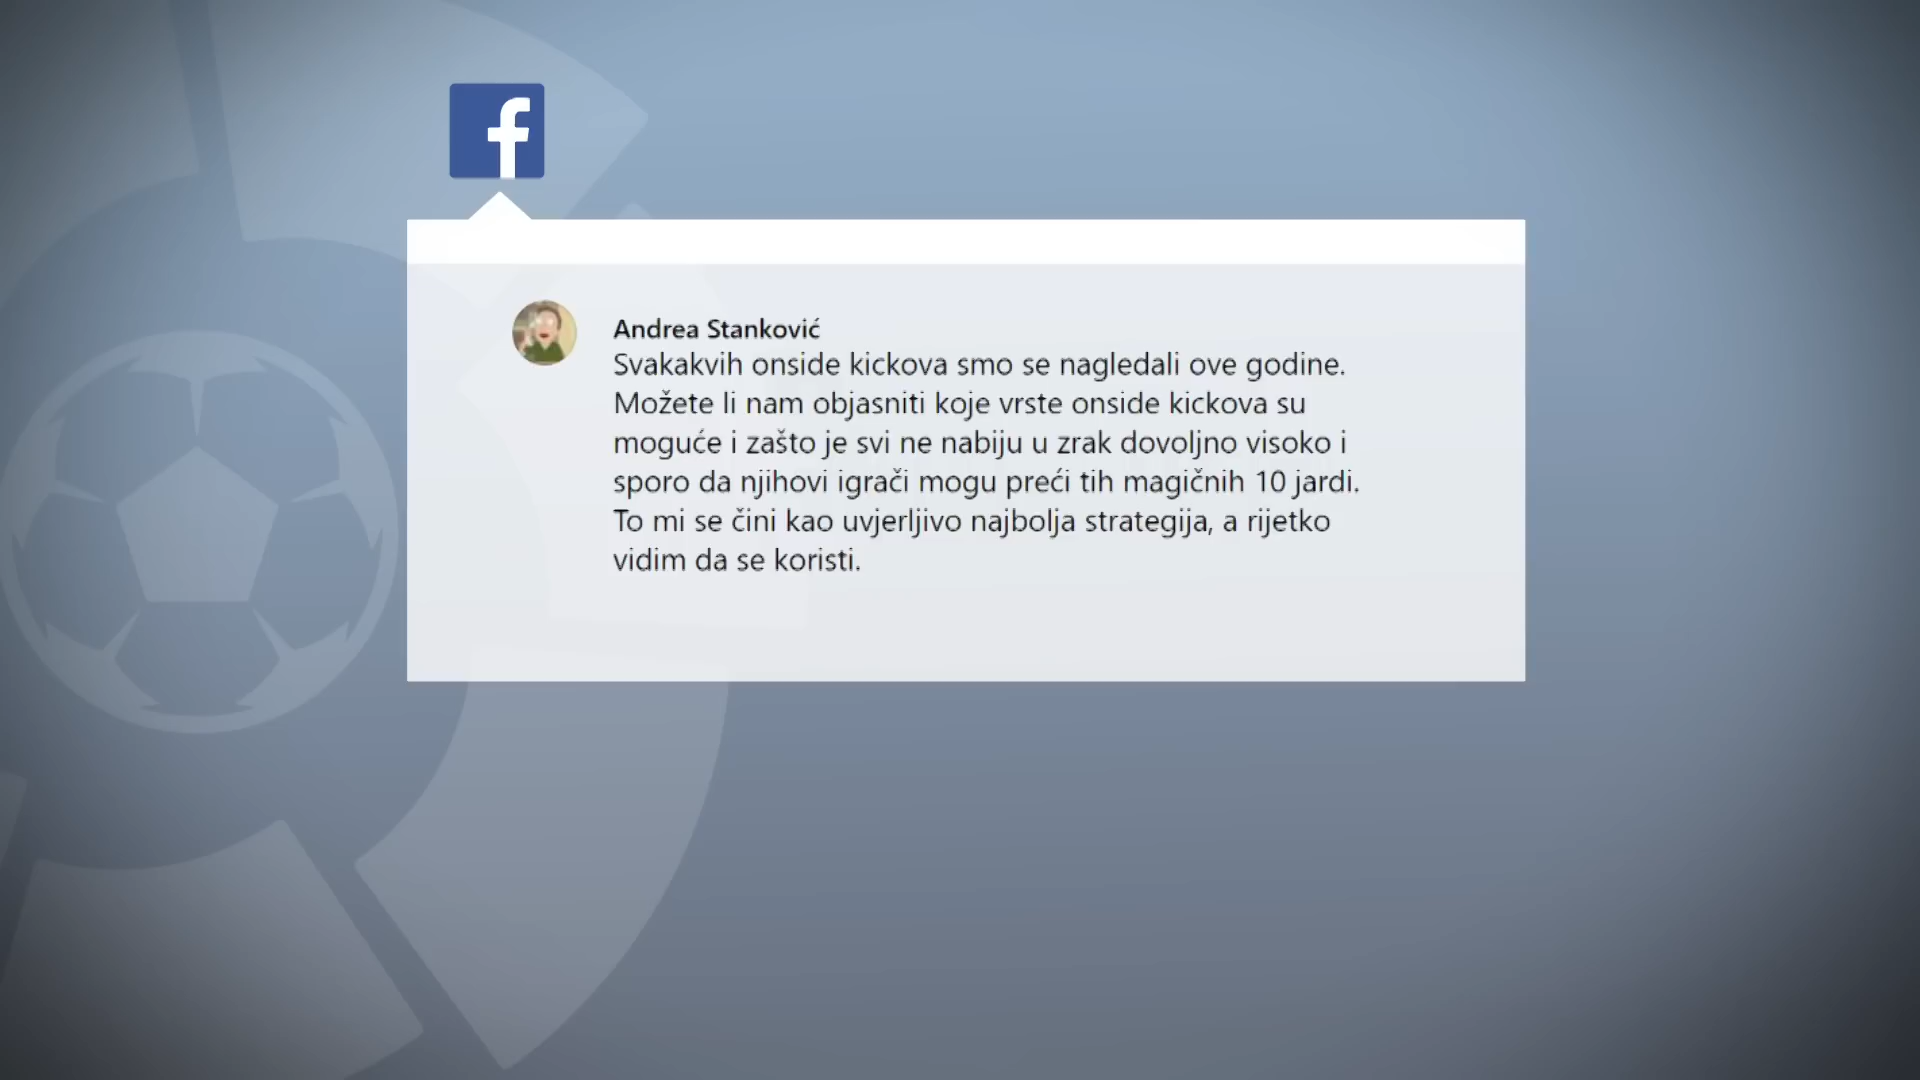 f
Andrea Stanković
Svakakvih onside kickova smo se nagledali ove godine.
Možete li nam objasniti koje vrste onside kickova su
moguće i zašto je svi ne nabiju u zrak dovoljno visoko i
sporo da njihovi igrači mogu preći tih magičnih 10 jardi.
To mi se čini kao uvjerljivo najbolja strategija, a rijetko
vidim da se koristi.